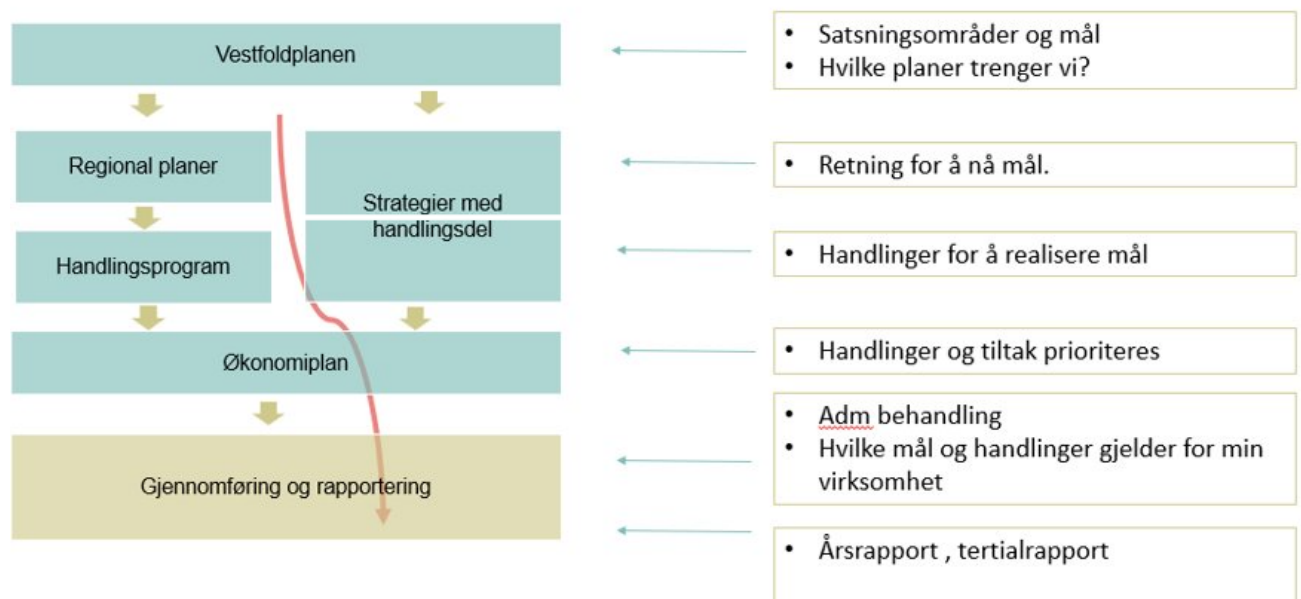 Vestfoldplanen
• Satsningsområder og mål
• Hvilke planer trenger vi?
Regional planer
Strategier med
handlingsdel
• Retning for å nå mål.
Handlingsprogram
• Handlinger for å realisere mål
Økonomiplan
• Handlinger og tiltak prioriteres
Gjennomføring og rapportering
• Adm behandling
• Hvilke mål og handlinger gjelder for min
virksomhet
• Årsrapport , tertialrapport